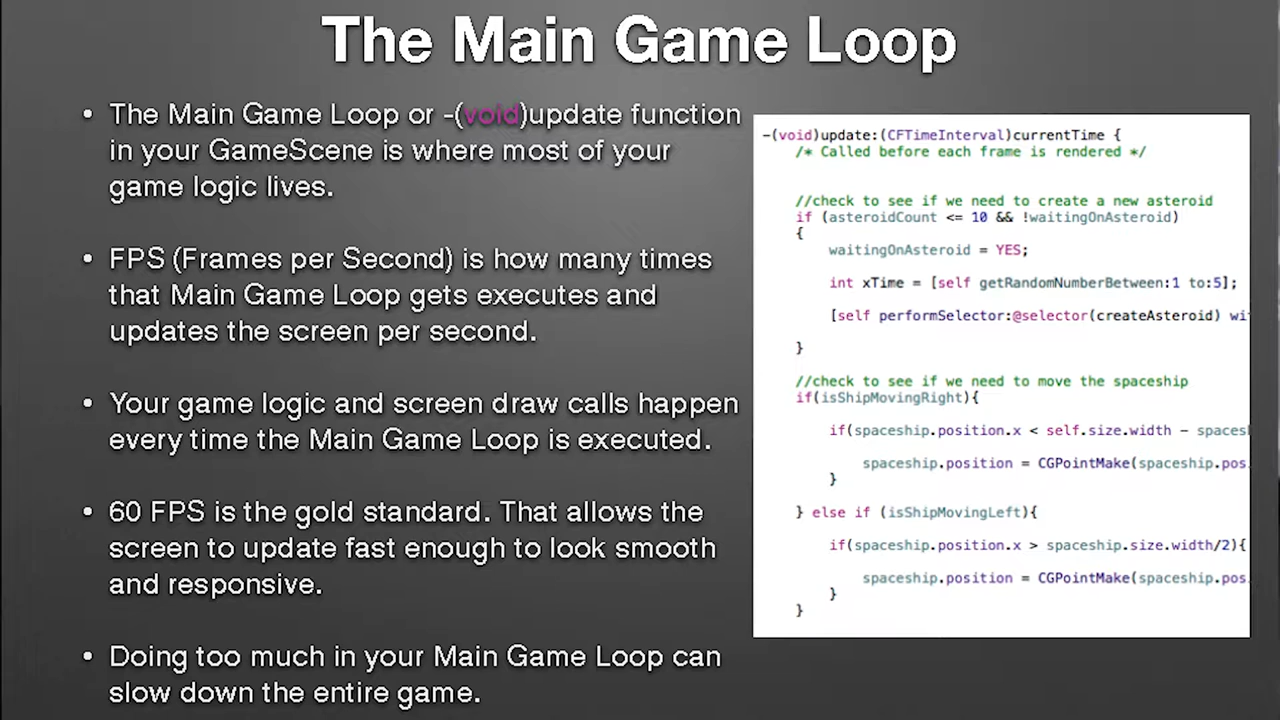 The Main Game Loop
• The Main Game Loop or -(void)update function
in your GameScene is where most of your
game logic lives.
• FPS (Frames per Second) is how many times
that Main Game Loop gets executes and
updates the screen per second.
• Your game logic and screen draw calls happen
every time the Main Game Loop is executed.
• 60 FPS is the gold standard. That allows the
screen to update fast enough to look smooth
and responsive.
• Doing too much in your Main Game Loop can
slow down the entire game.
-(void)update:(CFTimeInterval)currentTime {
/* Called before each frame is rendered */
//check to see if we need to create a new asteroid
if (asteroidCount <= 10 && !waitingOnAsteroid)
{
waitingOnAsteroid = YES;
int xTime = [self getRandomNumberBetween:1 to:5];
[self performSelector:@selector(createAsteroid) wi
}
//check to see if we need to move the spaceship
if(isShipMovingRight){
if(spaceship.position.x < self.size.width - spaces
spaceship.position = CGPointMake(spaceship.pos
}
} else if (isShipMovingLeft){
if(spaceship.position.x > spaceship.size.width/2){
spaceship.position = CGPointMake(spaceship.pos
}
}